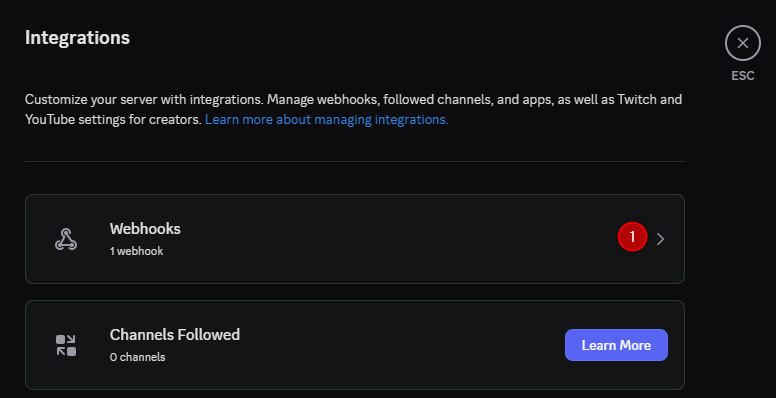 Integrations
ESC
Customize your server with integrations. Manage webhooks, followed channels, and apps, as well as Twitch and
YouTube settings for creators. Learn more about managing integrations.
Webhooks
1 webhook
1
Channels Followed
0 channels
Learn More